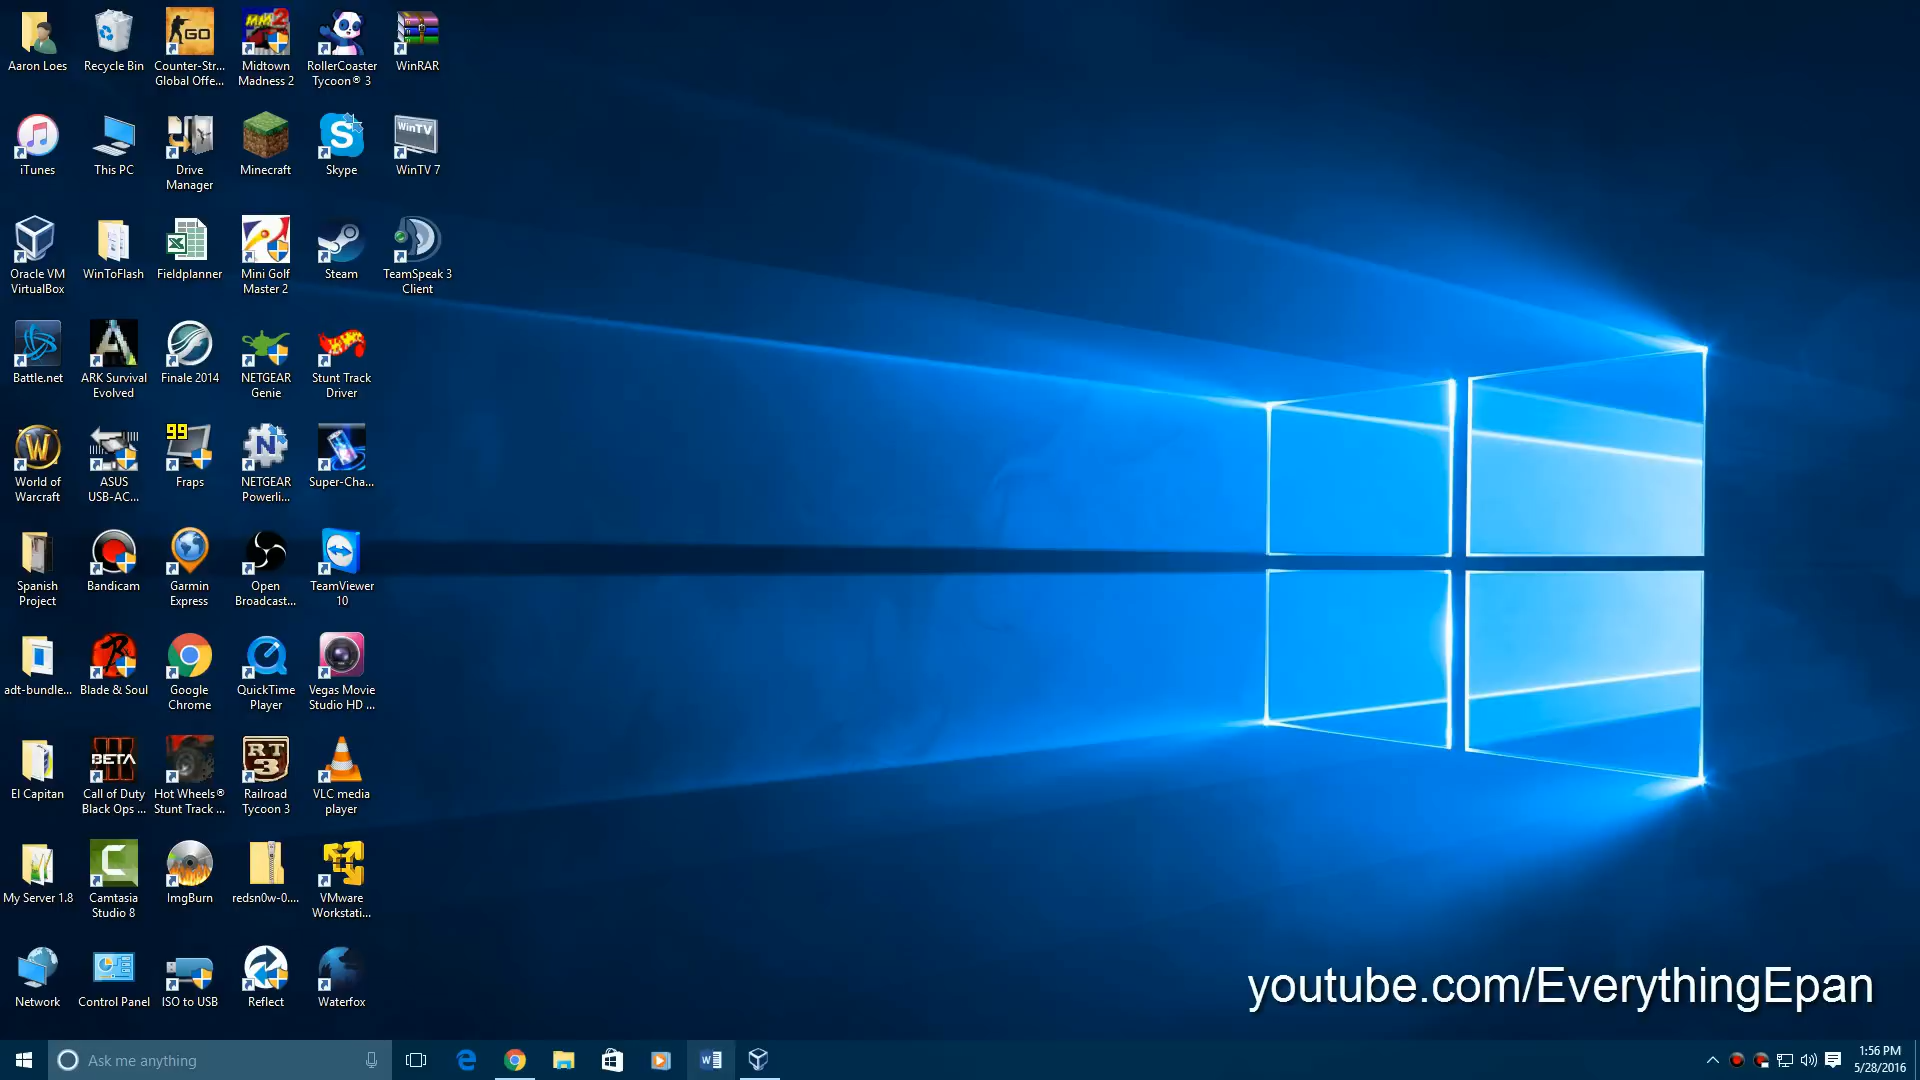 Aaron Loes
Recycle Bin
Counter-Str...
Global Offe...
Midtown
Madness 2
RollerCoaster
Tycoon® 3
WinRAR
iTunes
This PC
Drive
Manager
Minecraft
Skype
WinTV
WinTV 7
Oracle VM
VirtualBox
WinToFlash
Fieldplanner
Mini Golf
Master 2
Steam
TeamSpeak 3
Client
Battle.net
ARK Survival
Evolved
Finale 2014
NETGEAR
Genie
Stunt Track
Driver
World of
Warcraft
ASUS
USB-AC...
99
Fraps
NETGEAR
Powerli...
Super-Cha...
Spanish
Project
Bandicam
Garmin
Express
Open
Broadcast...
TeamViewer
10
adt-bundle...
Blade & Soul
Google
Chrome
QuickTime
Player
Vegas Movie
Studio HD ...
El Capitan
BETA
Call of Duty
Black Ops ...
Hot Wheels®
Stunt Track ...
RT
3
Railroad
Tycoon 3
VLC media
player
My Server 1.8
Camtasia
Studio 8
ImgBurn
redsn0w-0....
VMware
Workstati...
Network
Control Panel
ISO to USB
Reflect
Waterfox
youtube.com/EverythingEpan
Ask me anything
1:56 PM
5/28/2016